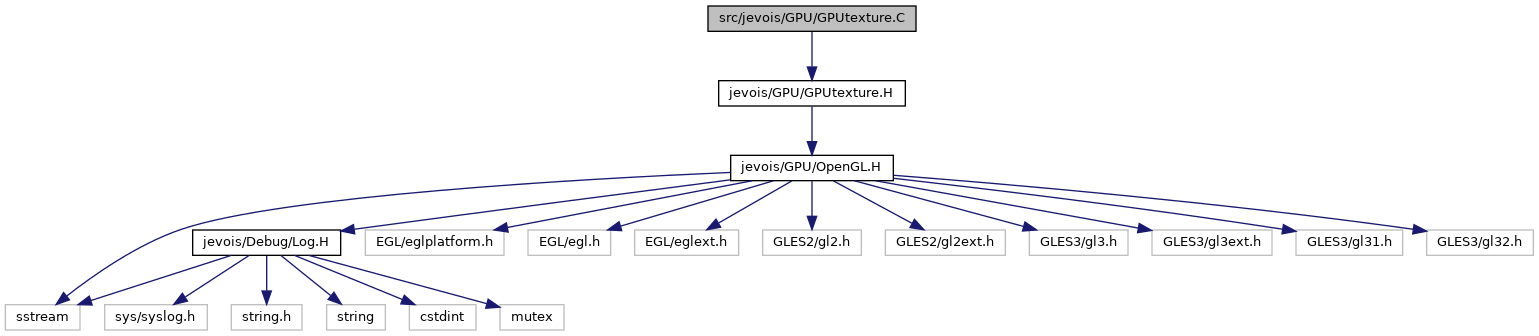 src/jevois/GPU/GPUtexture.C
jevois/GPU/GPUtexture.H
jevois/GPU/OpenGL.H
jevois/Debug/Log.H
EGL/eglplatform.h
EGL/egl.h
EGL/eglext.h
GLES2/gl2.h
GLES2/gl2ext.h
GLES3/gl3.h
GLES3/gl3ext.h
GLES3/gl31.h
GLES3/gl32.h
sstream
sys/syslog.h
string.h
string
cstdint
mutex